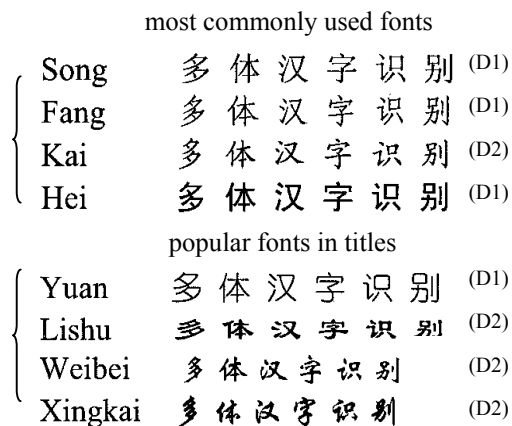 most commonly used fonts
Song 多体汉字识别 (D1)
Fang 多体汉字识别 (D1)
Kai 多体汉字识别 (D2)
Hei 多体汉字识别 (D1)
popular fonts in titles
Yuan 多体汉字识别 (D1)
Lishu 多体汉字识别 (D2)
Weibei 多体汉字识别 (D2)
Xingkai 多体汉字识别 (D2)